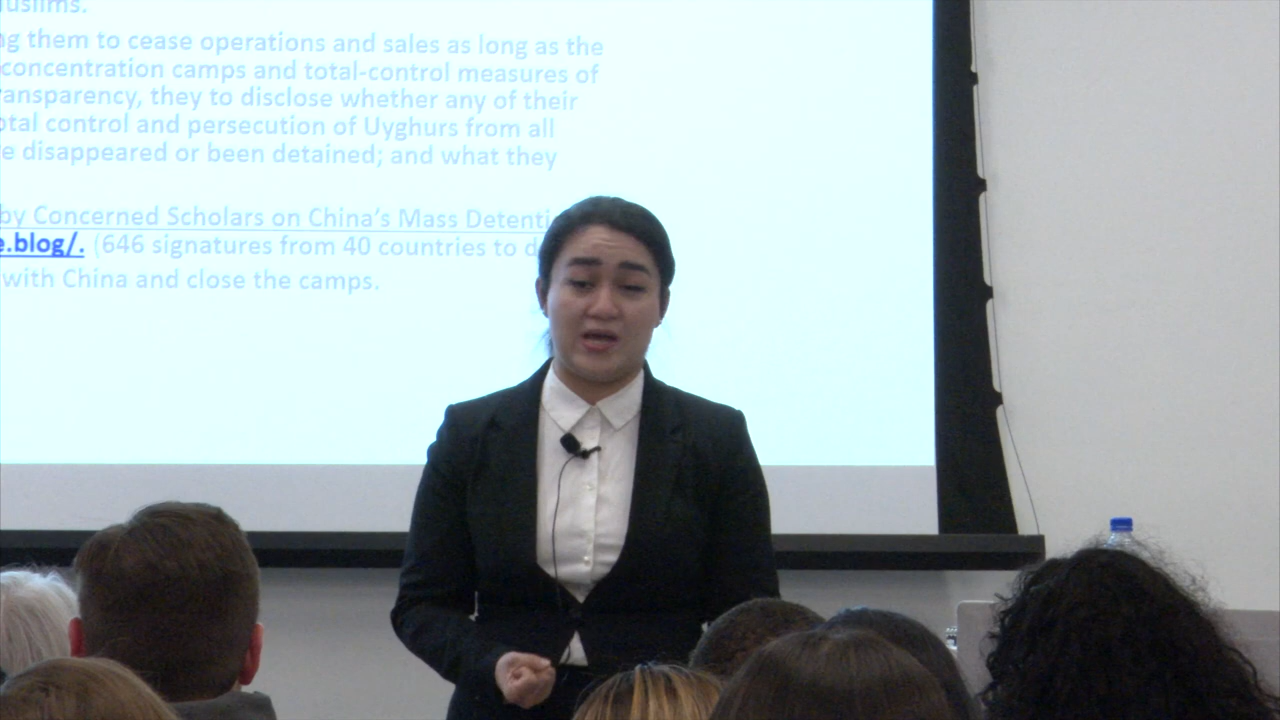 uslims.
ng them to cease operations and sales as long as the
concentration camps and total-control measures of
ansparency, they to disclose whether any of their
otal control and persecution of Uyghurs from all
e disappeared or been detained; and what they
by Concerned Scholars on China's Mass Detenti
e.blog/. (646 signatures from 40 countries to d
with China and close the camps.